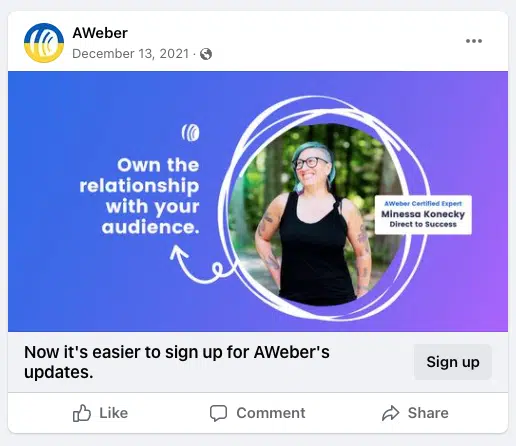 AWeber
December 13, 2021 ·
Own the
relationship
with your
audience.
AWeber Certified Expert
Minessa Konecky
Direct to Success
Now it's easier to sign up for AWeber's
updates.
Sign up
Like
Comment
Share